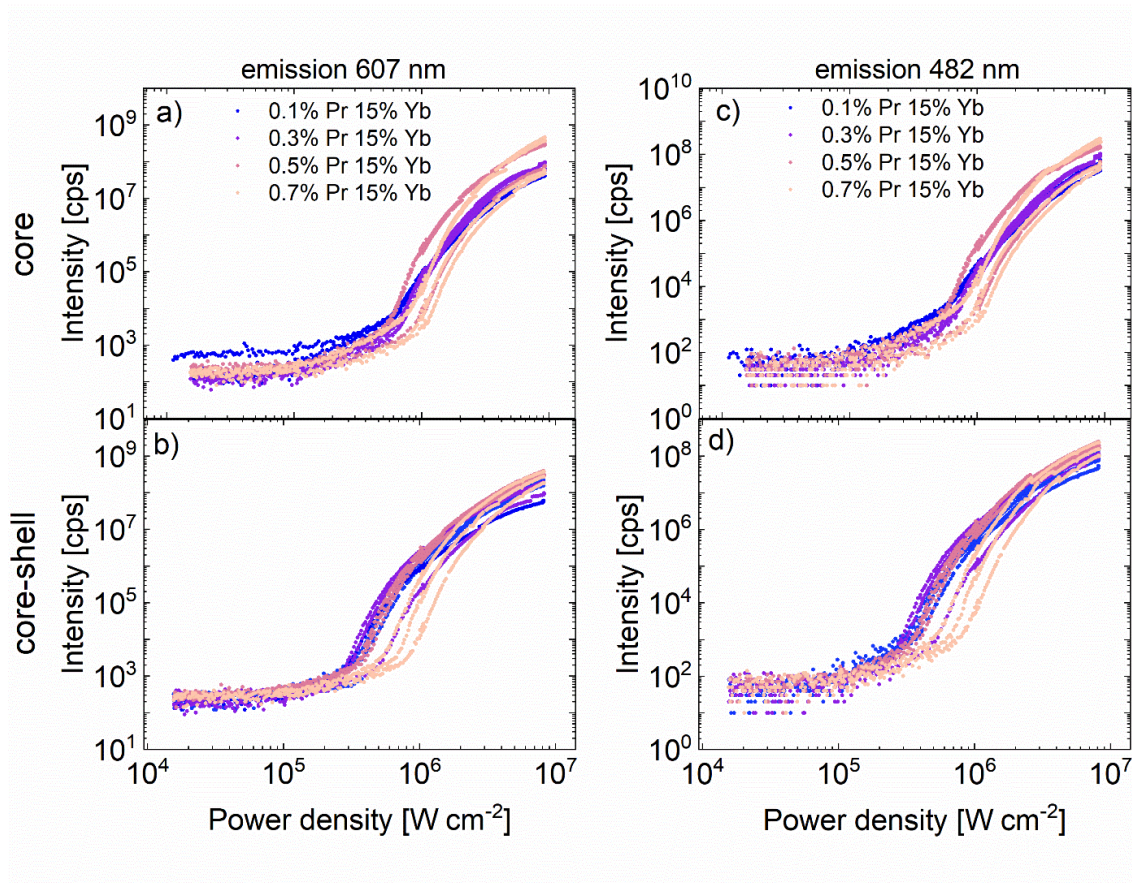 emission 607 nm
emission 482 nm
a)
0.1% Pr 15% Yb
0.3% Pr 15% Yb
0.5% Pr 15% Yb
0.7% Pr 15% Yb
10⁹
10⁷
10⁵
10³
10¹
Intensity [cps]
core
c)
0.1% Pr 15% Yb
0.3% Pr 15% Yb
0.5% Pr 15% Yb
0.7% Pr 15% Yb
10¹⁰
10⁸
10⁶
10⁴
10²
10⁰
Intensity [cps]
b)
10⁹
10⁷
10⁵
10³
10¹
Intensity [cps]
core-shell
10⁴
10⁵
10⁶
10⁷
Power density [W cm⁻²]
d)
10⁸
10⁶
10⁴
10²
10⁰
Intensity [cps]
10⁴
10⁵
10⁶
10⁷
Power density [W cm⁻²]